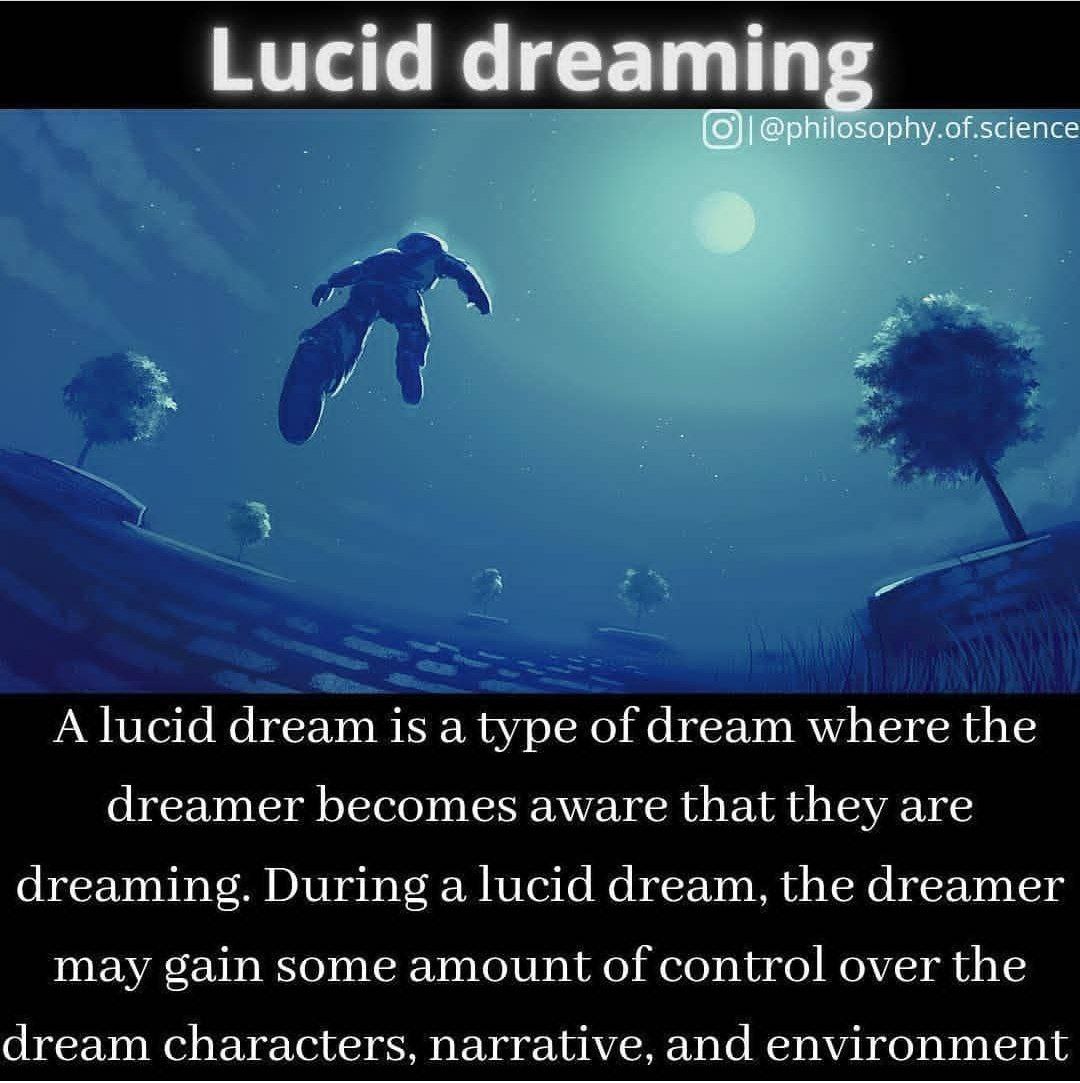 Lucid dreaming
|@philosophy.of.science
A lucid dream is a type of dream where the
dreamer becomes aware that they are
dreaming. During a lucid dream, the dreamer
may gain some amount of control over the
dream characters, narrative, and environment